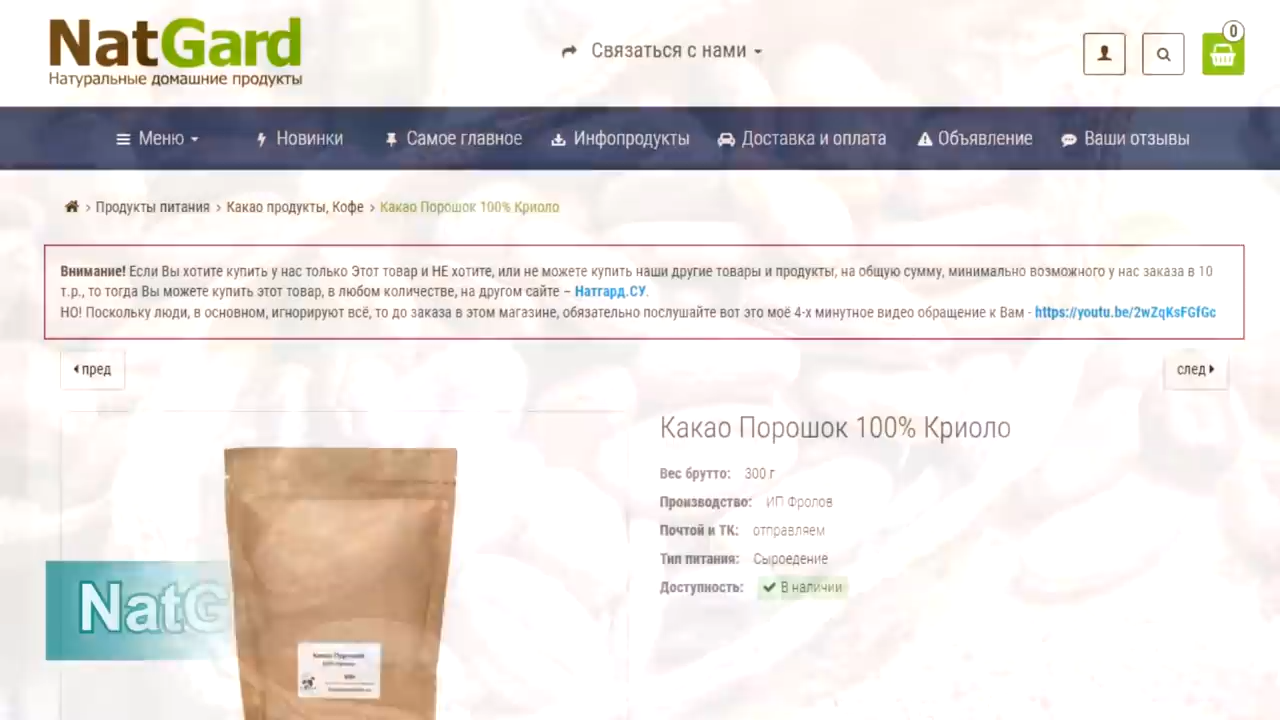 NatGard
Натуральные домашние продукты
Связаться с нами
0
Меню
Новинки
Самое главное
Инфопродукты
Доставка и оплата
Объявление
Ваши отзывы
Продукты питания > Какао продукты, Кофе > Какао Порошок 100% Криоло
Внимание! Если Вы хотите купить у нас только Этот товар и НЕ хотите, или не можете купить наши другие товары и продукты, на общую сумму, минимально возможного у нас заказа в 10
т.р., то тогда Вы можете купить этот товар, в любом количестве, на другом сайте – Натгард.СУ.
НО! Поскольку люди, в основном, игнорируют всё, то до заказа в этом магазине, обязательно послушайте вот это моё 4-х минутное видео обращение к Вам - https://youtu.be/2wZqKsFGfGc
пред
след
Какао Порошок 100% Криоло
Вес брутто: 300 г
Производство: ИП Фролов
Почтой и ТК: отправляем
Тип питания: Сыроедение
Доступность: В наличии
NatG
Какао Порошок